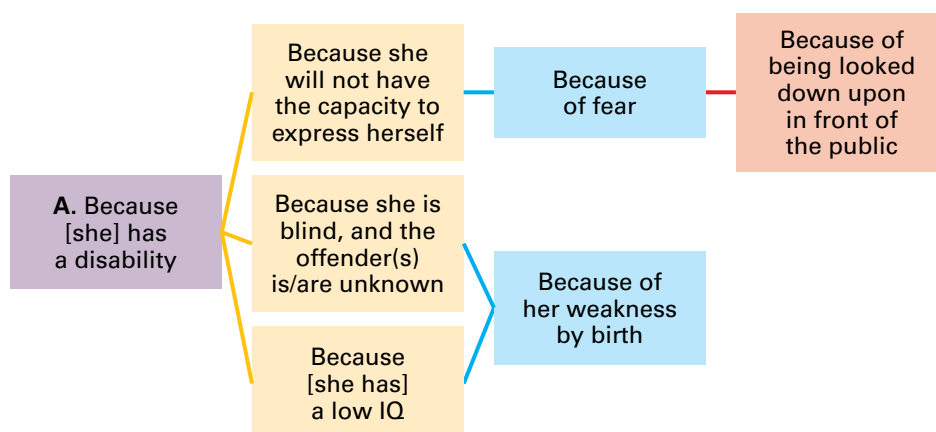 A. Because
[she] has
a disability
Because she
will not have
the capacity to
express herself
Because she is
blind, and the
offender(s)
is/are unknown
Because
[she has]
a low IQ
Because
of fear
Because of
her weakness
by birth
Because of
being looked
down upon
in front of
the public